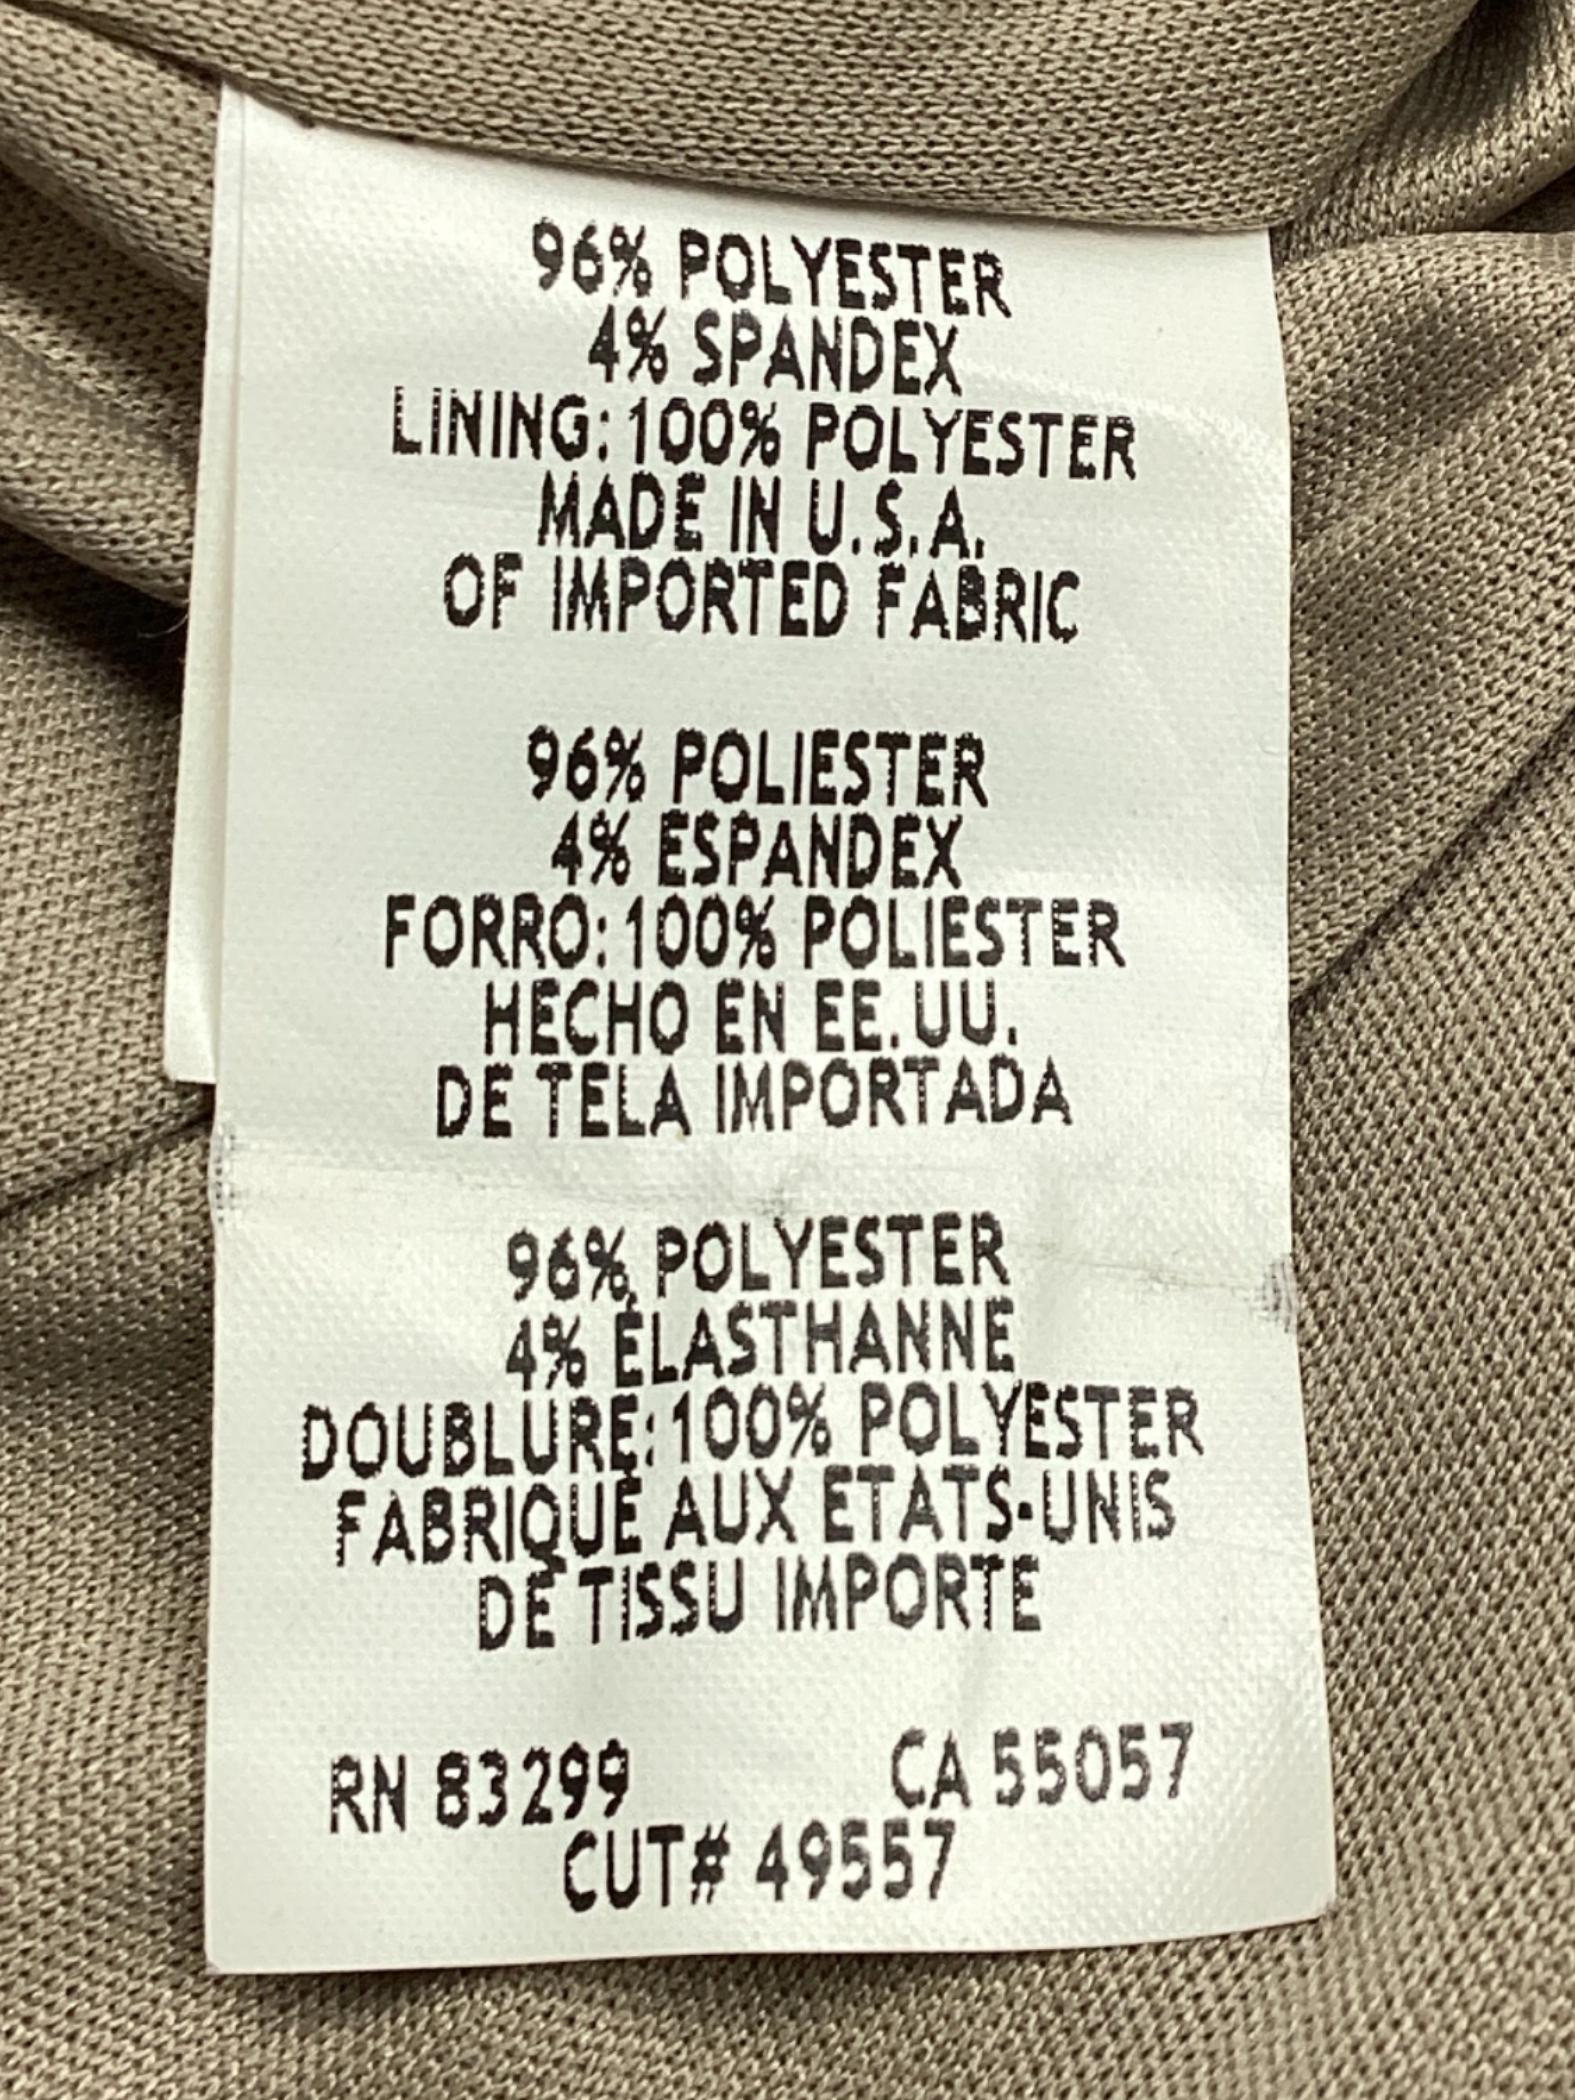 96% POLYESTER
4% SPANDEX
LINING: 100% POLYESTER
MADE IN U.S.A.
OF IMPORTED FABRIC
96% POLIESTER
4% ESPANDEX
FORRO: 100% POLIESTER
HECHO EN EE.UU.
DE TELA IMPORTADA
96% POLYESTER
4% ÉLASTHANNE
DOUBLURE: 100% POLYESTER
FABRIQUÉ AUX ETATS-UNIS
DE TISSU IMPORTE
RN 83299 CA 55057
CUT# 49557